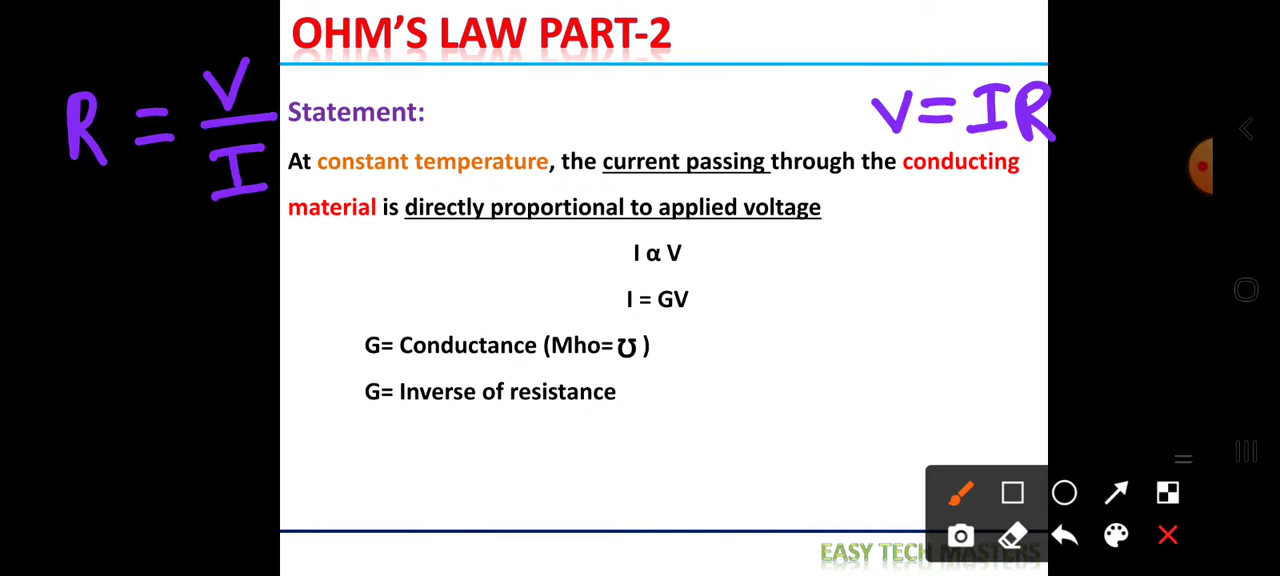 OHM'S LAW PART-2
R = V/I
Statement:
V = IR
At constant temperature, the current passing through the conducting
material is directly proportional to applied voltage
I α V
I = GV
G= Conductance (Mho=℧ )
G= Inverse of resistance
EASY TECH MASTERS